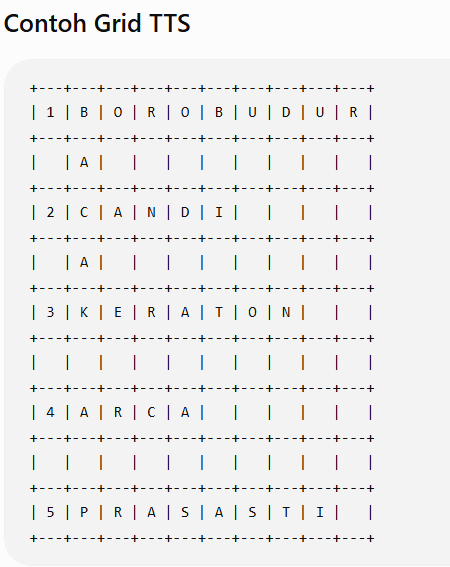 Contoh Grid TTS
+---+---+---+---+---+---+---+---+---+---+
| 1 | B | O | R | O | B | U | D | U | R |
+---+---+---+---+---+---+---+---+---+---+
|   | A |   |   |   |   |   |   |   |   |
+---+---+---+---+---+---+---+---+---+---+
| 2 | C | A | N | D | I |   |   |   |   |
+---+---+---+---+---+---+---+---+---+---+
|   | A |   |   |   |   |   |   |   |   |
+---+---+---+---+---+---+---+---+---+---+
| 3 | K | E | R | A | T | O | N |   |   |
+---+---+---+---+---+---+---+---+---+---+
|   |   |   |   |   |   |   |   |   |   |
+---+---+---+---+---+---+---+---+---+---+
| 4 | A | R | C | A |   |   |   |   |   |
+---+---+---+---+---+---+---+---+---+---+
|   |   |   |   |   |   |   |   |   |   |
+---+---+---+---+---+---+---+---+---+---+
| 5 | P | R | A | S | A | S | T | I |   |
+---+---+---+---+---+---+---+---+---+---+